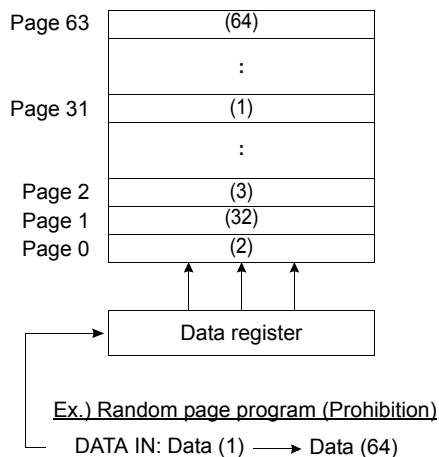 Page 63 (64)
:
Page 31 (1)
:
Page 2 (3)
Page 1 (32)
Page 0 (2)
Data register
Ex.) Random page program (Prohibition)
DATA IN: Data (1) Data (64)